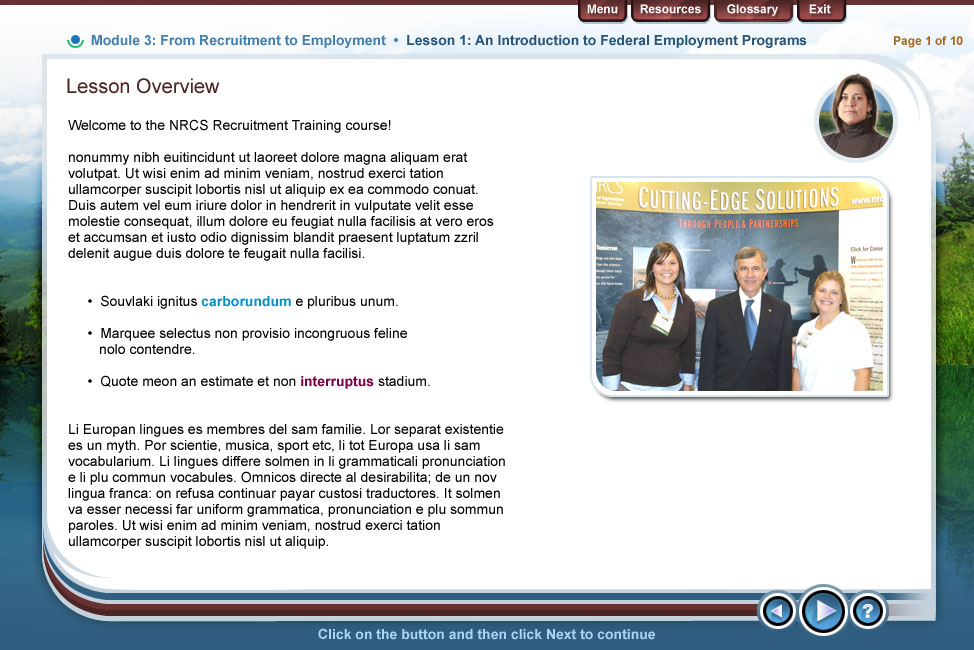 Menu Resources Glossary Exit
Module 3: From Recruitment to Employment • Lesson 1: An Introduction to Federal Employment Programs
Page 1 of 10
Lesson Overview
Welcome to the NRCS Recruitment Training course!
nonummy nibh euitincidunt ut laoreet dolore magna aliquam erat
volutpat. Ut wisi enim ad minim veniam, nostrud exerci tation
ullamcorper suscipit lobortis nisl ut aliquip ex ea commodo conuat.
Duis autem vel eum iriure dolor in hendrerit in vulputate velit esse
molestie consequat, illum dolore eu feugiat nulla facilisis at vero eros
et accumsan et iusto odio dignissim blandit praesent luptatum zzril
delenit augue duis dolore te feugait nulla facilisi.
• Souvlaki ignitus carborundum e pluribus unum.
• Marquee selectus non provisio incongruous feline
nolo contendre.
• Quote meon an estimate et non interruptus stadium.
Li Europan lingues es membres del sam familie. Lor separat existentie
es un myth. Por scientie, musica, sport etc, li tot Europa usa li sam
vocabularium. Li lingues differe solmen in li grammaticali pronunciation
e li plu commun vocabules. Omnicos directe al desirabilita; de un nov
lingua franca: on refusa continuar payar custosi traductores. It solmen
va esser necessi far uniform grammatica, pronunciation e plu sommun
paroles. Ut wisi enim ad minim veniam, nostrud exerci tation
ullamcorper suscipit lobortis nisl ut aliquip.
CUTTING-EDGE SOLUTIONS
THROUGH PEOPLE & PARTNERSHIPS
www.nrc
Tomorrow
Click for Conse
?
Click on the button and then click Next to continue